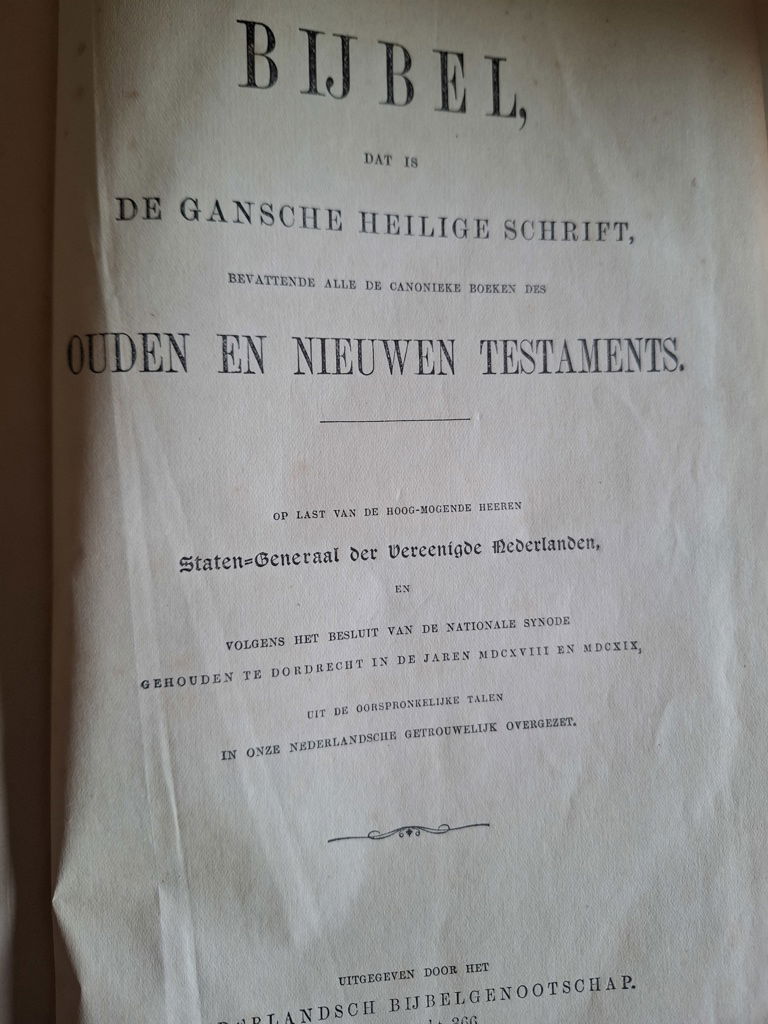 BIJBEL,
DAT IS
DE GANSCHE HEILIGE SCHRIFT,
BEVATTENDE ALLE DE CANONIEKE BOEKEN DES
OUDEN EN NIEUWEN TESTAMENTS.
OP LAST VAN DE HOOG-MOGENDE HEEREN
Staten-Generaal der Vereenigde Nederlanden,
EN
VOLGENS HET BESLUIT VAN DE NATIONALE SYNODE
GEHOUDEN TE DORDRECHT IN DE JAREN MDCXVIII EN MDCXIX,
UIT DE OORSPRONKELIJKE TALEN
IN ONZE NEDERLANDSCHE GETROUWELIJK OVERGEZET.
UITGEGEVEN DOOR HET
ERLANDSCH BIJBELGENOOTSCHAP.